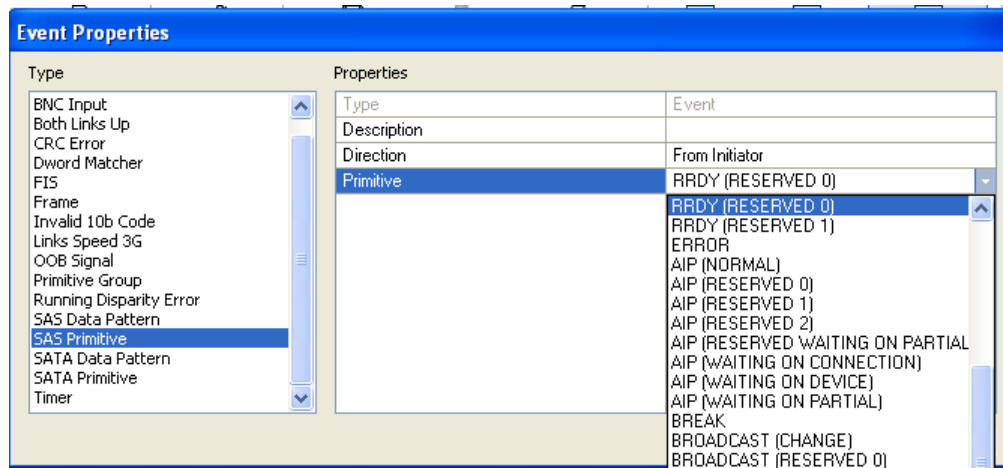 Event Properties
Type
Properties
BNC Input
Both Links Up
CRC Error
Dword Matcher
FIS
Frame
Invalid 10b Code
Links Speed 3G
OOB Signal
Primitive Group
Running Disparity Error
SAS Data Pattern
SAS Primitive
SATA Data Pattern
SATA Primitive
Timer
Type Event
Description
Direction From Initiator
Primitive RRDY (RESERVED 0)
RRDY (RESERVED 0)
RRDY (RESERVED 1)
ERROR
AIP (NORMAL)
AIP (RESERVED 0)
AIP (RESERVED 1)
AIP (RESERVED 2)
AIP (RESERVED WAITING ON PARTIAL
AIP (WAITING ON CONNECTION)
AIP (WAITING ON DEVICE)
AIP (WAITING ON PARTIAL)
BREAK
BROADCAST (CHANGE)
BROADCAST (RESERVED 0)